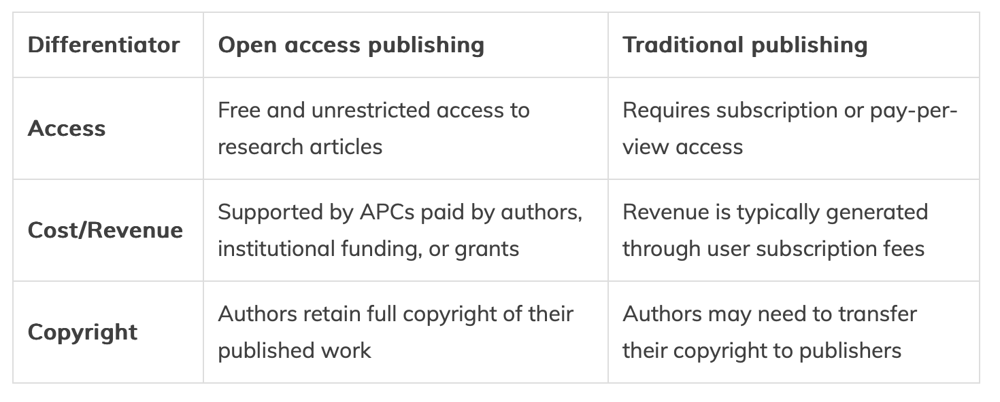 Differentiator
Open access publishing
Traditional publishing
Access
Free and unrestricted access to
research articles
Requires subscription or pay-per-
view access
Cost/Revenue
Supported by APCs paid by authors,
institutional funding, or grants
Revenue is typically generated
through user subscription fees
Copyright
Authors retain full copyright of their
published work
Authors may need to transfer
their copyright to publishers